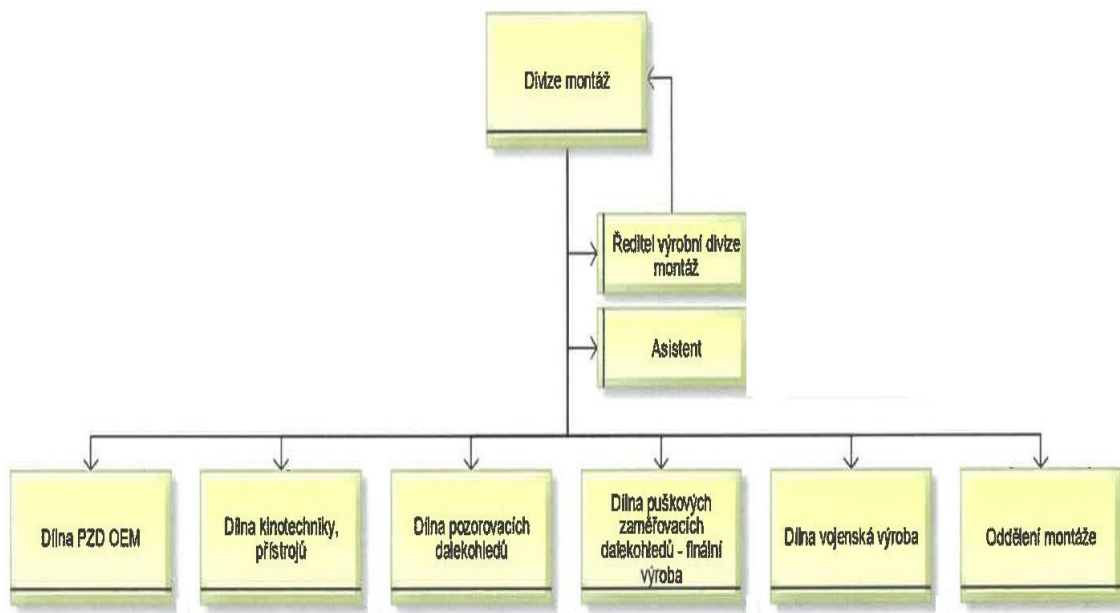 Divize montáž
Ředitel výrobní divize
montáž
Asistent
Dílna PZD OEM
Dílna kinotechniky,
přístrojů
Dílna pozorovacích
dalekohledů
Dílna puškových
zaměřovacích
dalekohledů - finální
výroba
Dílna vojenská výroba
Oddělení montáže